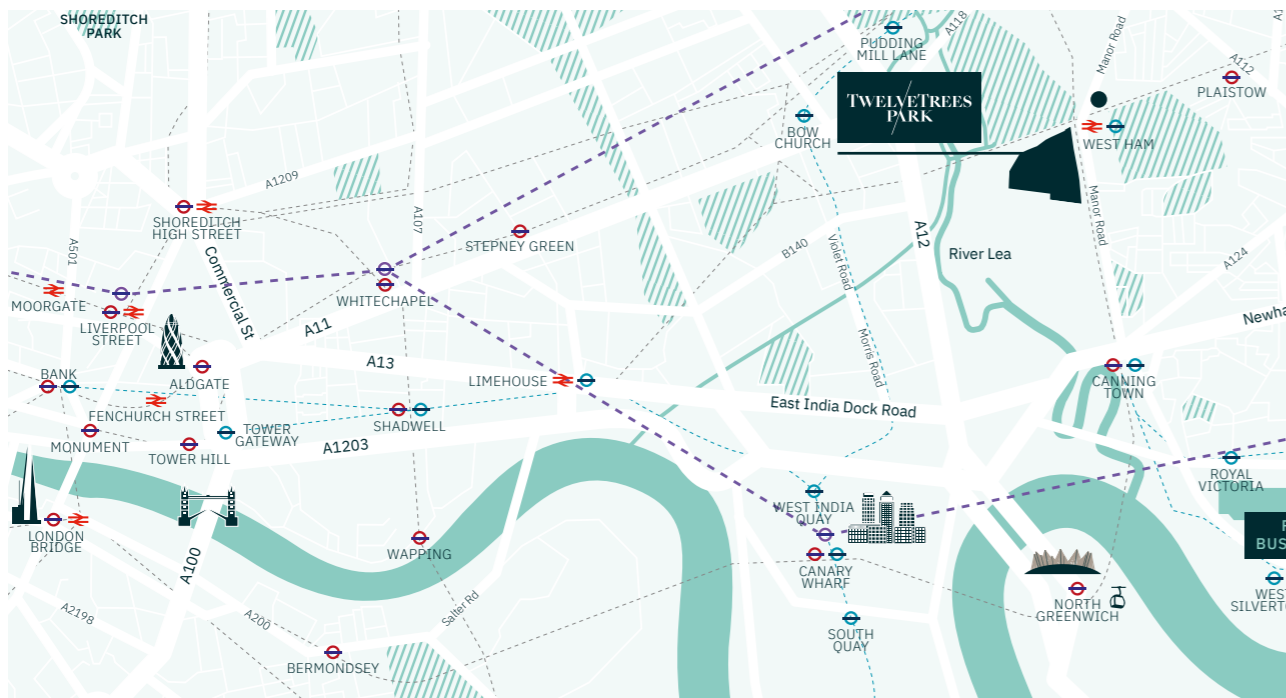 SHOREDITCH
PARK
PUDDING
MILL LANE
A118
Manor Road
A112
PLAISTOW
TWELVETREES
PARK
BOW
CHURCH
WEST HAM
A1209
A107
SHOREDITCH
HIGH STREET
STEPNEY GREEN
Manor Road
A12
A501
Commercial St
B140
Violet Road
River Lea
A124
WHITECHAPEL
MOORGATE
LIVERPOOL
STREET
A11
Newha
Morris Road
A13
ALDGATE
LIMEHOUSE
BANK
CANNING
TOWN
FENCHURCH STREET
East India Dock Road
SHADWELL
TOWER
GATEWAY
MONUMENT
TOWER HILL
A1203
ROYAL
VICTORIA
WEST INDIA
QUAY
LONDON
BRIDGE
WAPPING
BUS
A100
CANARY
WHARF
WEST
SILVERT
NORTH
GREENWICH
A2198
A200
Salter Rd
SOUTH
QUAY
BERMONDSEY